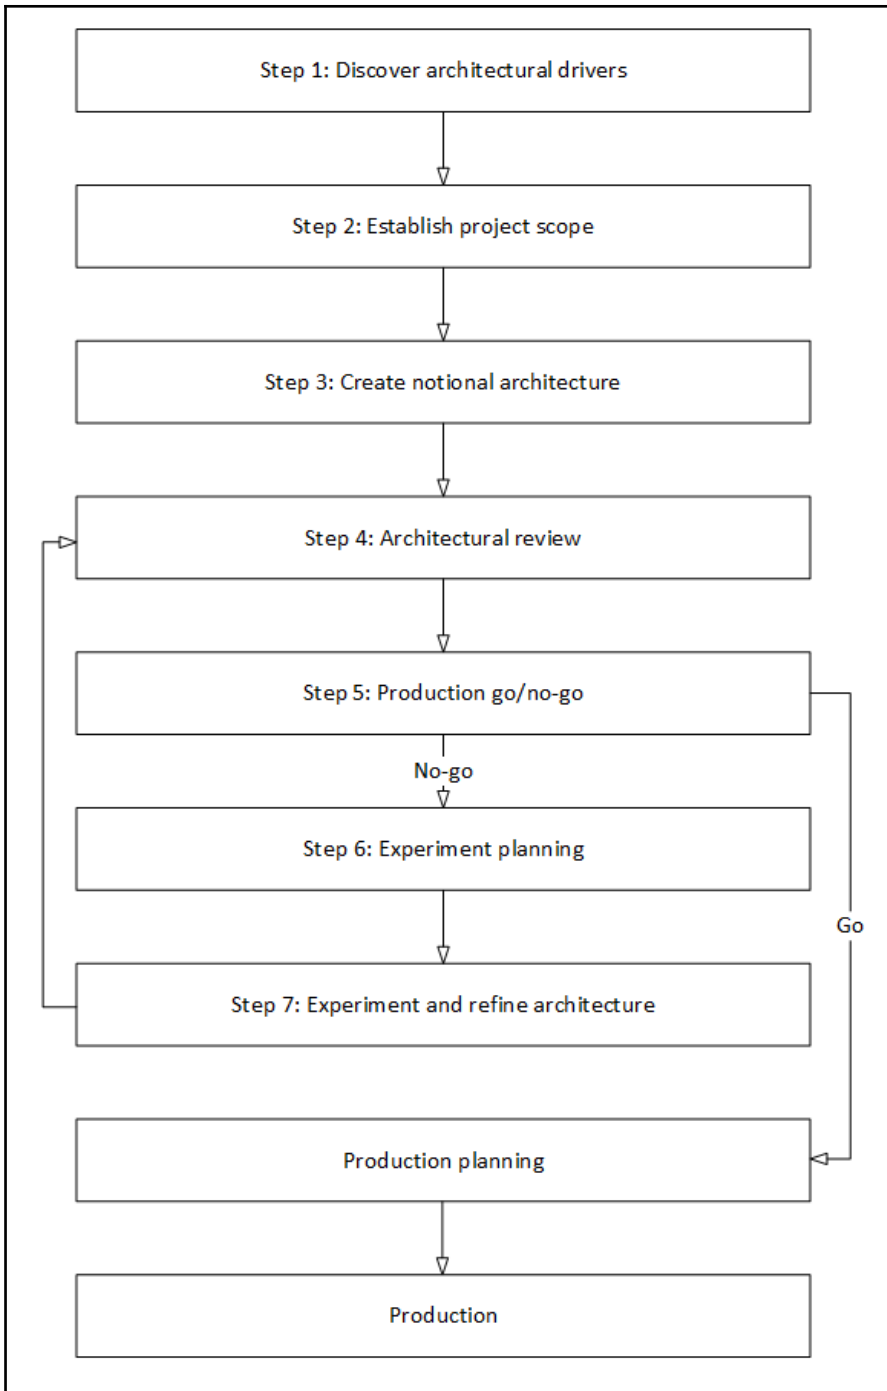 Step 1: Discover architectural drivers
Step 2: Establish project scope
Step 3: Create notional architecture
Step 4: Architectural review
Step 5: Production go/no-go
No-go
Step 6: Experiment planning
Go
Step 7: Experiment and refine architecture
Production planning
Production